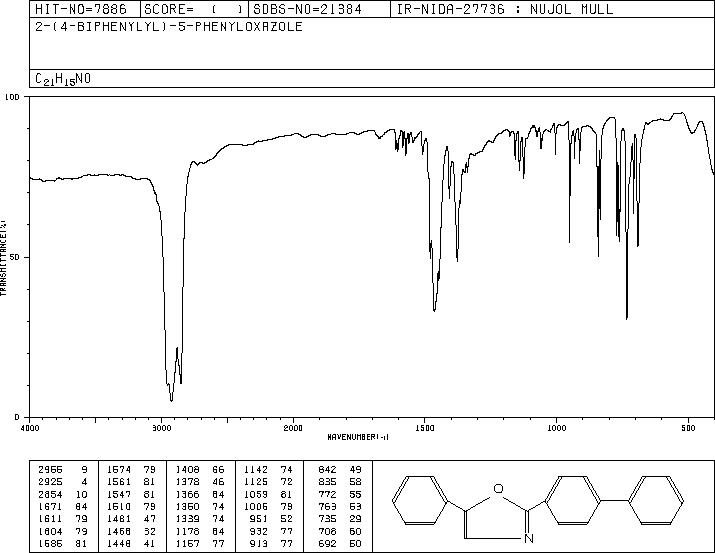 HIT-NO=7886 SCORE= ( ) SDBS-NO=21384 IR-NIDA-27736 : NUJOL MULL
2-(4-BIPHENYLYL)-5-PHENYLOXAZOLE
C21H15NO
100
50
0
TRANSMITTANCE(%)
4000 3000 2000 1500 1000 500
WAVENUMBER(-1)
2955 9 1574 79 1408 66 1142 74 842 49
2925 4 1561 81 1378 46 1125 72 835 58
2854 10 1547 81 1366 84 1059 81 772 55
1671 84 1510 79 1350 74 1005 79 763 53
1611 79 1481 47 1339 74 951 52 735 29
1604 79 1468 32 1178 84 932 77 708 60
1585 81 1448 41 1157 77 913 77 692 50
O
N